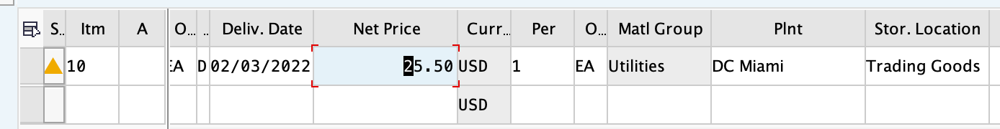 S.. Itm A O... .. Deliv. Date Net Price Curr... Per O... Matl Group Plnt Stor. Location
10 EA D 02/03/2022 25.50 USD 1 EA Utilities DC Miami Trading Goods
USD